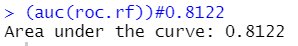 > (auc(roc.rf))#0.8122
Area under the curve: 0.8122